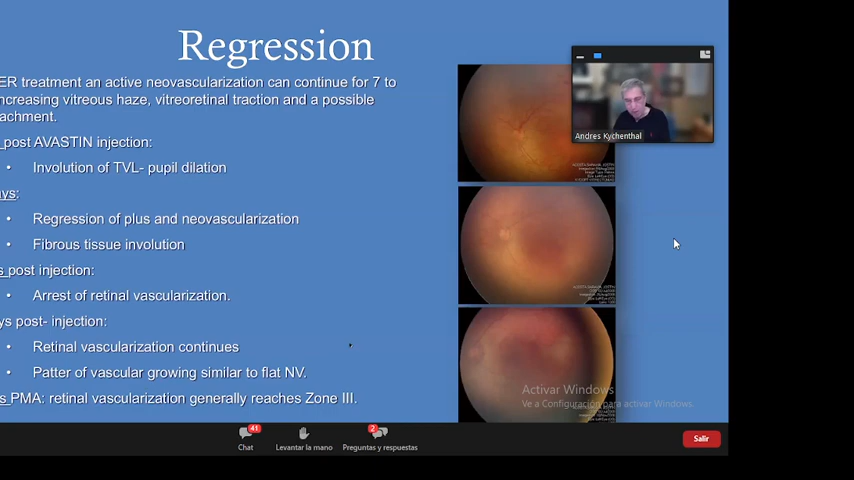 Regression
ER treatment an active neovascularization can continue for 7 to
ncreasing vitreous haze, vitreoretinal traction and a possible
achment.
post AVASTIN injection:
• Involution of TVL- pupil dilation
ays:
• Regression of plus and neovascularization
• Fibrous tissue involution
s post injection:
• Arrest of retinal vascularization.
ys post- injection:
• Retinal vascularization continues
• Patter of vascular growing similar to flat NV.
s PMA: retinal vascularization generally reaches Zone III.
Andres Kychenthal
Activar Windows
Ve a Configuración para activar Windows.
41
2
Chat
Levantar la mano
Preguntas y respuestas
Salir